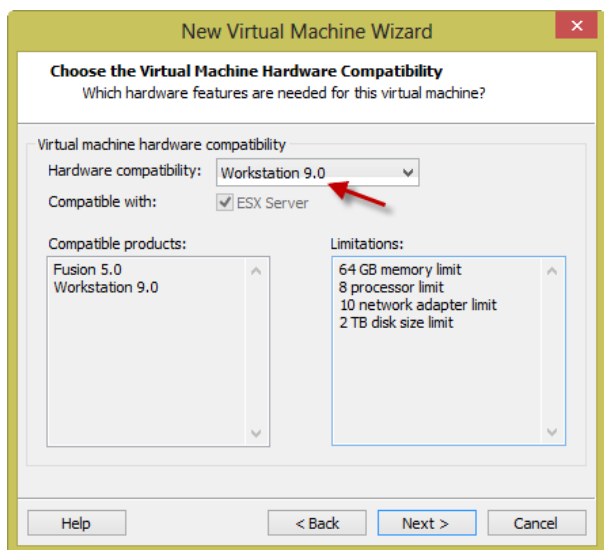 New Virtual Machine Wizard
Choose the Virtual Machine Hardware Compatibility
Which hardware features are needed for this virtual machine?
Virtual machine hardware compatibility
Hardware compatibility: Workstation 9.0
Compatible with: ESX Server
Compatible products:
Fusion 5.0
Workstation 9.0
Limitations:
64 GB memory limit
8 processor limit
10 network adapter limit
2 TB disk size limit
Help < Back Next > Cancel